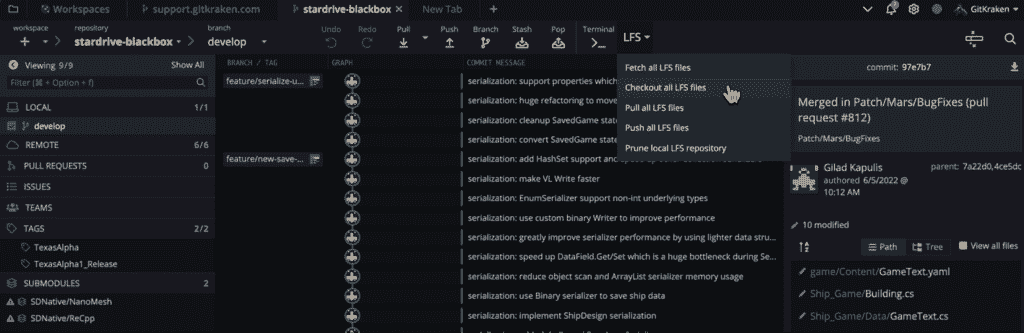 Workspaces
support.gitkraken.com
stardrive-blackbox
New Tab
GitKraken
workspace
repository
stardrive-blackbox
branch
develop
Undo
Redo
Pull
Push
Branch
Stash
Pop
Terminal
LFS
Fetch all LFS files
Checkout all LFS files
Pull all LFS files
Push all LFS files
Prune local LFS repository
Viewing 9/9
Show All
Filter (⌘ + Option + f)
LOCAL 1/1
develop
REMOTE 6/6
PULL REQUESTS 0
ISSUES
TEAMS
TAGS 2/2
TexasAlpha
TexasAlpha1_Release
SUBMODULES 2
SDNative/NanoMesh
SDNative/ReCpp
BRANCH / TAG
GRAPH
COMMIT MESSAGE
feature/serialize-u...
feature/new-save-...
serialization: support properties which
serialization: huge refactoring to move
serialization: cleanup SavedGame state
serialization: convert SavedGame state
serialization: add HashSet support and
serialization: make VL Write faster
serialization: EnumSerializer support non-int underlying types
serialization: use custom binary Writer to improve performance
serialization: greatly improve serializer performance by using lighter data stru...
serialization: speed up DataField.Get/Set which is a huge bottleneck during Se...
serialization: reduce object scan and ArrayList serializer memory usage
serialization: use Binary serializer to save ship data
serialization: implement ShipDesign serialization
commit: 97e7b7
Merged in Patch/Mars/BugFixes (pull
request #812)
Patch/Mars/BugFixes
Gilad Kapulis
authored 6/5/2022 @
10:12 AM
parent: 7a22d0,4ce5dc
10 modified
Path
Tree
View all files
game/Content/GameText.yaml
Ship_Game/Building.cs
Ship_Game/Data/GameText.cs